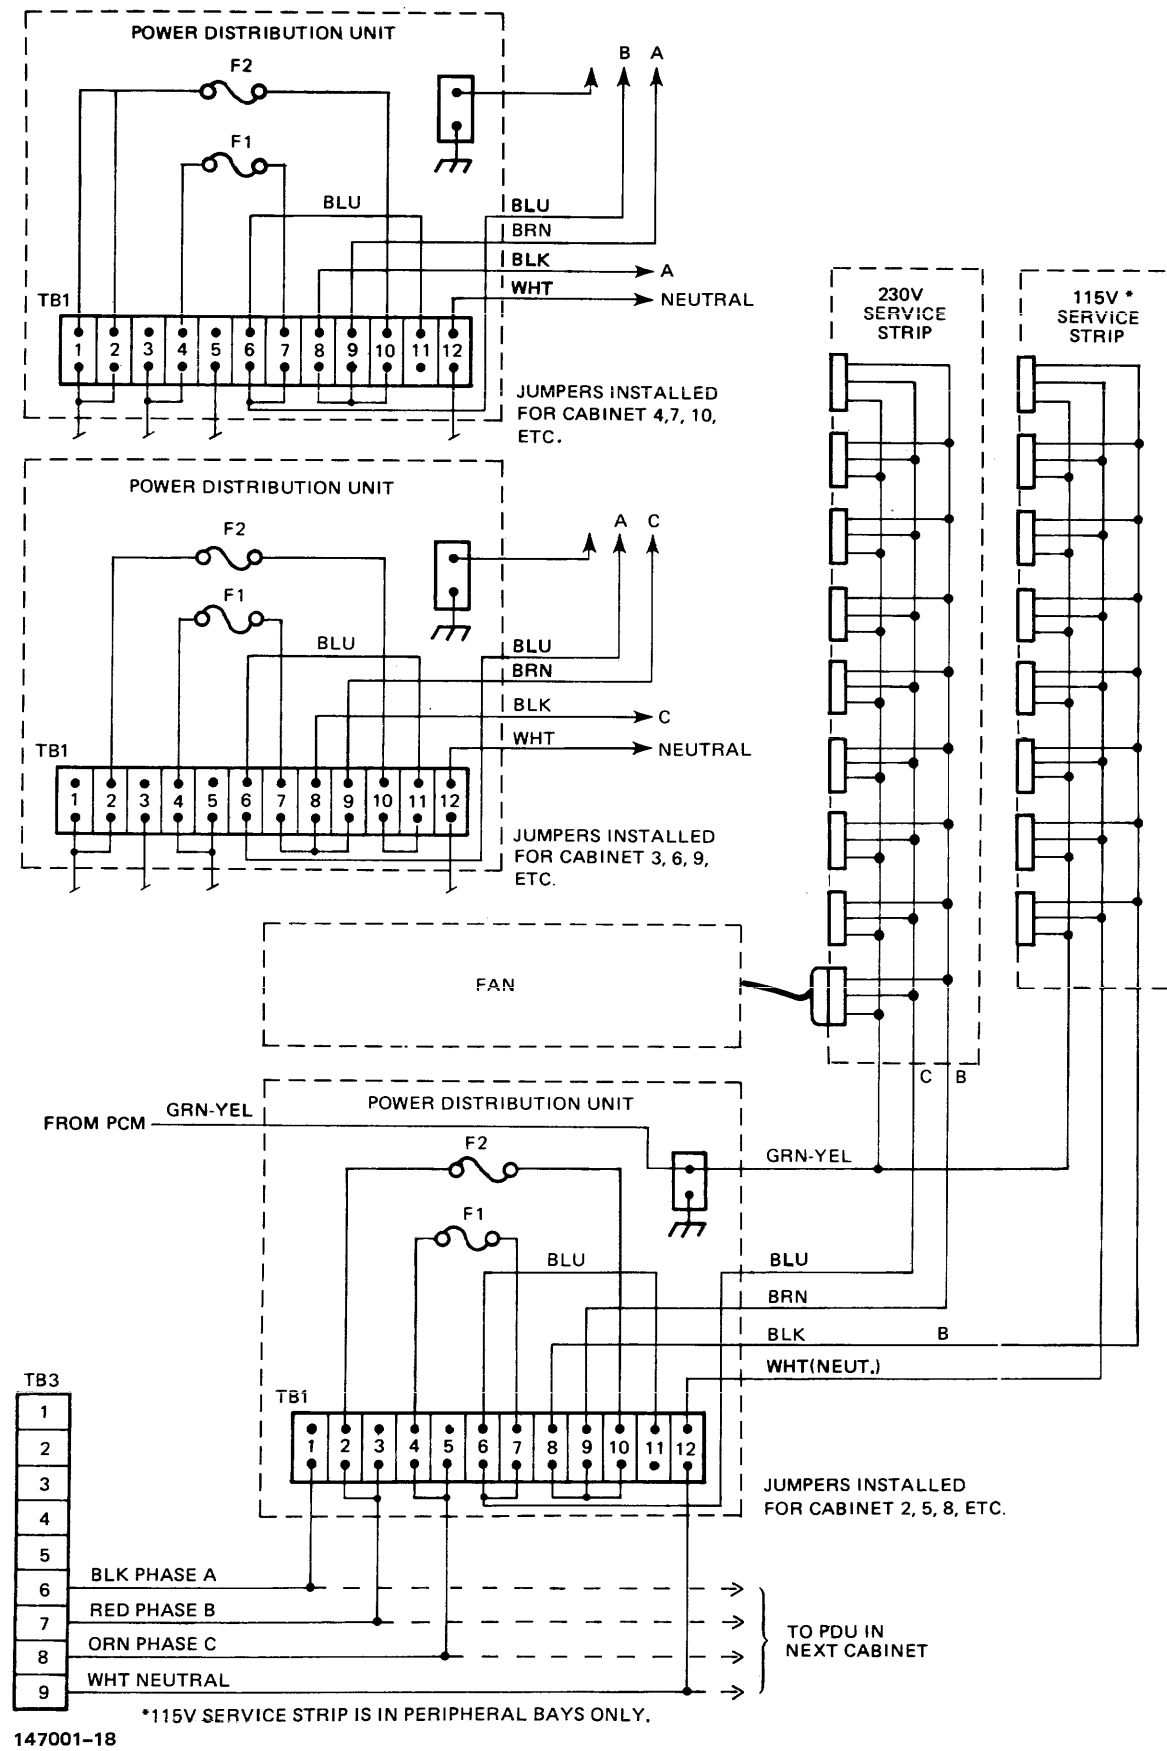 POWER DISTRIBUTION UNIT
F2
B A
F1
BLU
BLU
BRN
BLK
A
WHT
NEUTRAL
TB1
1 2 3 4 5 6 7 8 9 10 11 12
JUMPERS INSTALLED
FOR CABINET 4,7, 10,
ETC.
230V
SERVICE
STRIP
115V *
SERVICE
STRIP
POWER DISTRIBUTION UNIT
F2
A C
F1
BLU
BLU
BRN
BLK
C
WHT
NEUTRAL
TB1
1 2 3 4 5 6 7 8 9 10 11 12
JUMPERS INSTALLED
FOR CABINET 3, 6, 9,
ETC.
FAN
C B
POWER DISTRIBUTION UNIT
FROM PCM
GRN-YEL
F2
GRN-YEL
F1
BLU
BLU
BRN
BLK
B
WHT(NEUT.)
TB1
1 2 3 4 5 6 7 8 9 10 11 12
JUMPERS INSTALLED
FOR CABINET 2, 5, 8, ETC.
TB3
1
2
3
4
5
6
7
8
9
BLK PHASE A
RED PHASE B
ORN PHASE C
WHT NEUTRAL
TO PDU IN
NEXT CABINET
*115V SERVICE STRIP IS IN PERIPHERAL BAYS ONLY.
147001-18